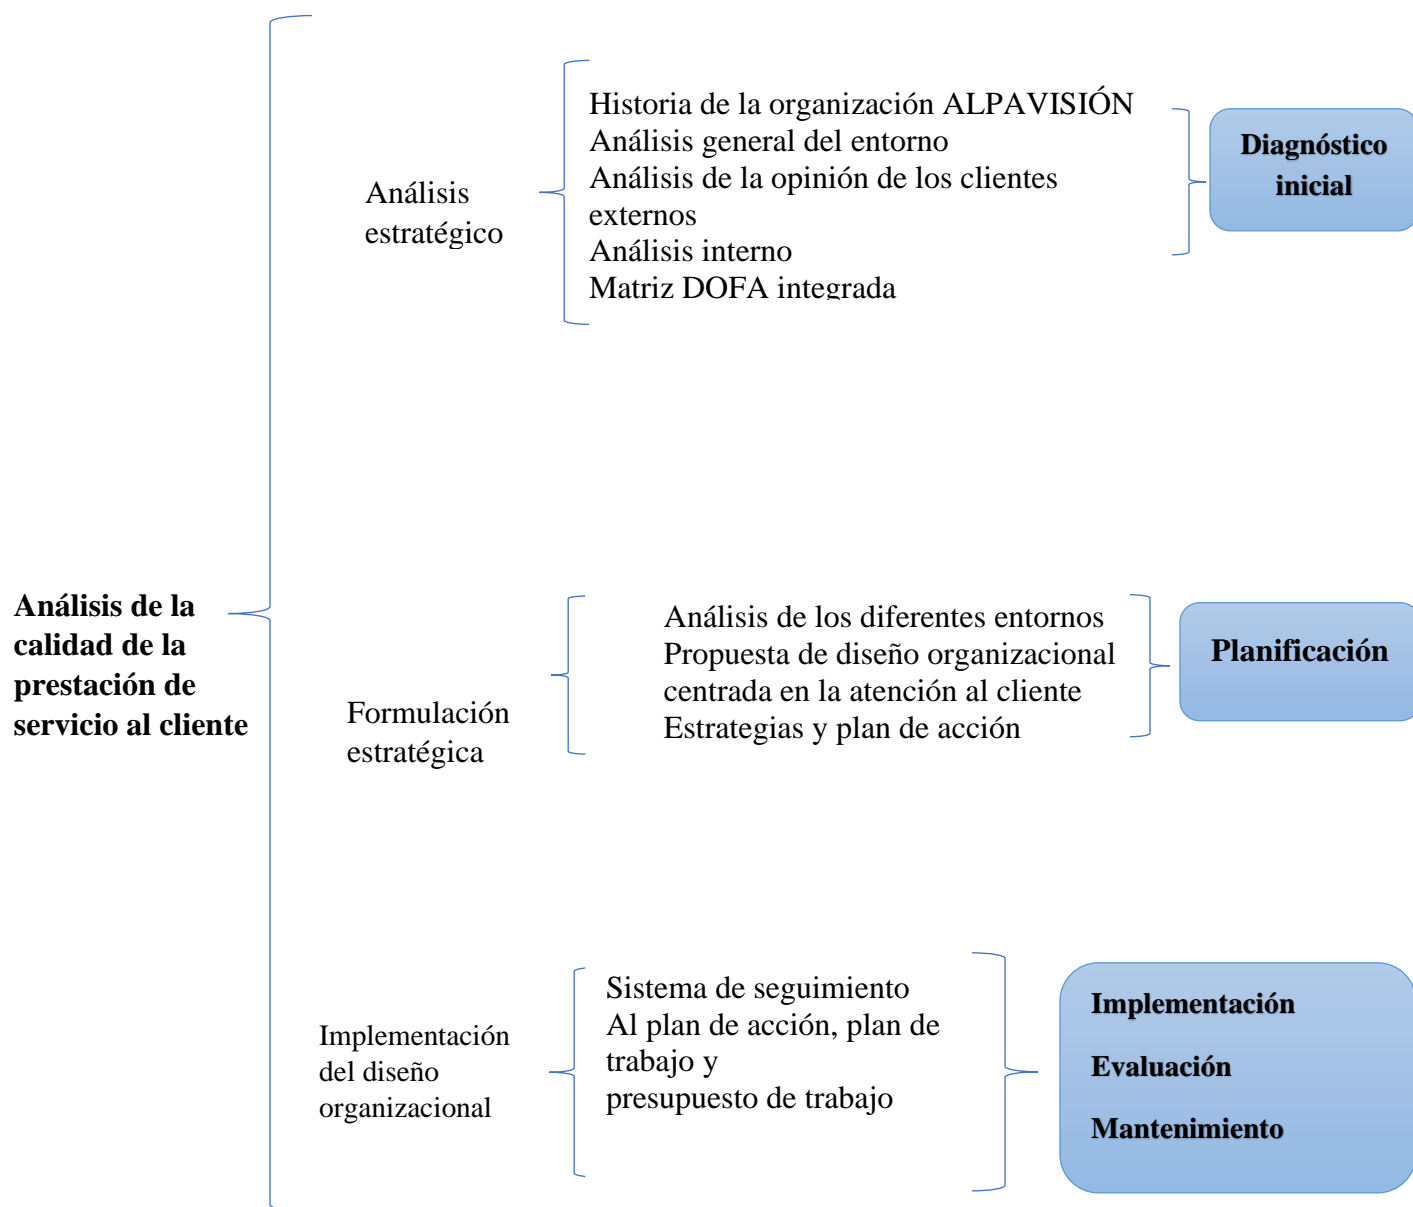 Análisis de la
calidad de la
prestación de
servicio al cliente
Análisis
estratégico
Historia de la organización ALPAVISIÓN
Análisis general del entorno
Análisis de la opinión de los clientes
externos
Análisis interno
Matriz DOFA integrada
Diagnóstico
inicial
Formulación
estratégica
Análisis de los diferentes entornos
Propuesta de diseño organizacional
centrada en la atención al cliente
Estrategias y plan de acción
Planificación
Implementación
del diseño
organizacional
Sistema de seguimiento
Al plan de acción, plan de
trabajo y
presupuesto de trabajo
Implementación
Evaluación
Mantenimiento